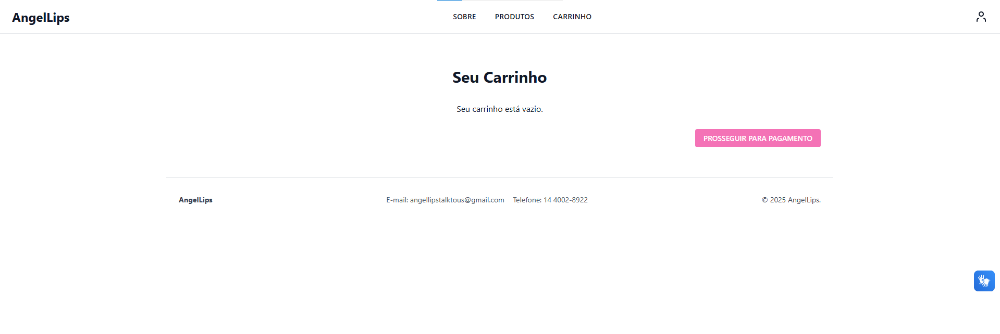 AngelLips
SOBRE
PRODUTOS
CARRINHO
Seu Carrinho
Seu carrinho está vazio.
PROSSEGUIR PARA PAGAMENTO
AngelLips
E-mail: angellipstalktous@gmail.com
Telefone: 14 4002-8922
© 2025 AngelLips.